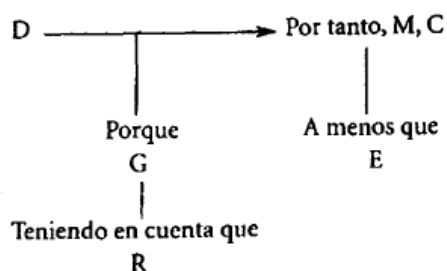 D Por tanto, M, C
Porque A menos que
G E
Teniendo en cuenta que
R